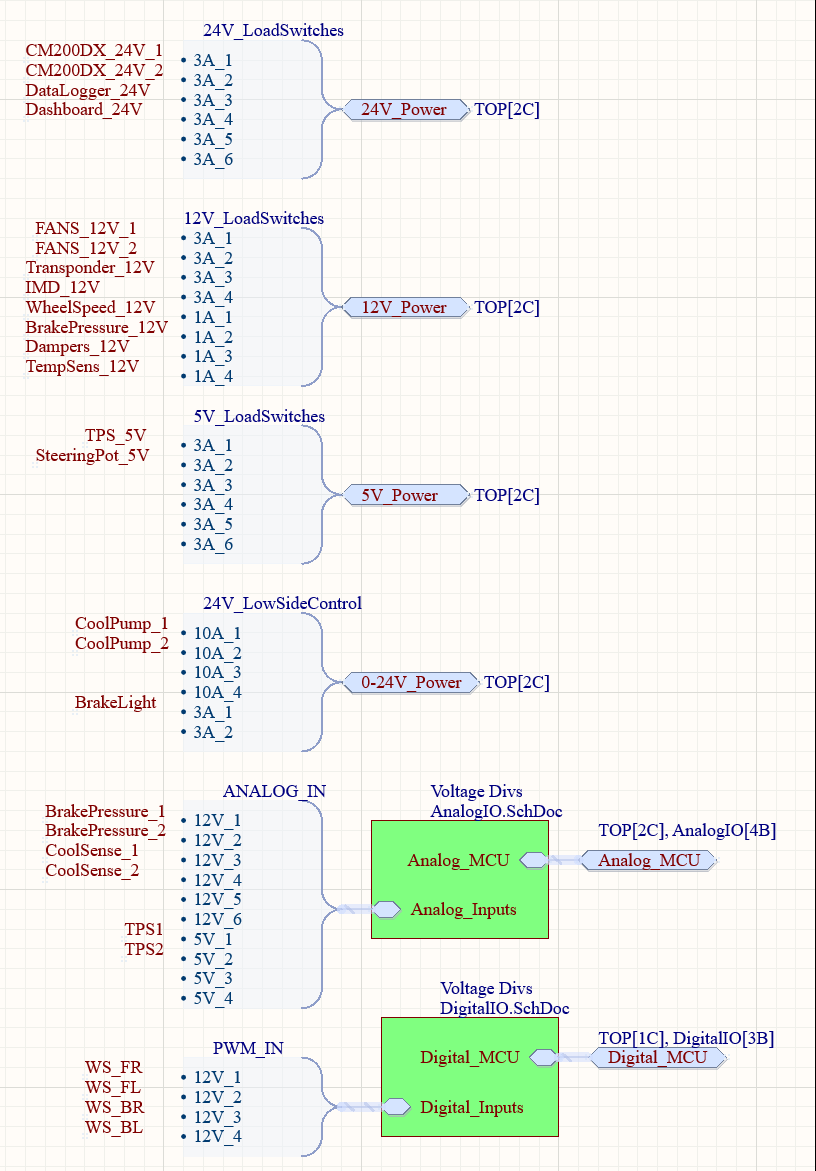 24V_LoadSwitches
CM200DX_24V_1
CM200DX_24V_2
DataLogger_24V
Dashboard_24V
• 3A_1
• 3A_2
• 3A_3
• 3A_4
• 3A_5
• 3A_6
24V_Power
TOP[2C]
12V_LoadSwitches
FANS_12V_1
FANS_12V_2
Transponder_12V
IMD_12V
WheelSpeed_12V
BrakePressure_12V
Dampers_12V
TempSens_12V
• 3A_1
• 3A_2
• 3A_3
• 3A_4
• 1A_1
• 1A_2
• 1A_3
• 1A_4
12V_Power
TOP[2C]
5V_LoadSwitches
TPS_5V
SteeringPot_5V
• 3A_1
• 3A_2
• 3A_3
• 3A_4
• 3A_5
• 3A_6
5V_Power
TOP[2C]
24V_LowSideControl
CoolPump_1
CoolPump_2
BrakeLight
• 10A_1
• 10A_2
• 10A_3
• 10A_4
• 3A_1
• 3A_2
0-24V_Power
TOP[2C]
ANALOG_IN
BrakePressure_1
BrakePressure_2
CoolSense_1
CoolSense_2
TPS1
TPS2
• 12V_1
• 12V_2
• 12V_3
• 12V_4
• 12V_5
• 12V_6
• 5V_1
• 5V_2
• 5V_3
• 5V_4
Voltage Divs
AnalogIO.SchDoc
Analog_MCU
Analog_Inputs
TOP[2C], AnalogIO[4B]
Analog_MCU
PWM_IN
WS_FR
WS_FL
WS_BR
WS_BL
• 12V_1
• 12V_2
• 12V_3
• 12V_4
Voltage Divs
DigitalIO.SchDoc
Digital_MCU
Digital_Inputs
TOP[1C], DigitalIO[3B]
Digital_MCU